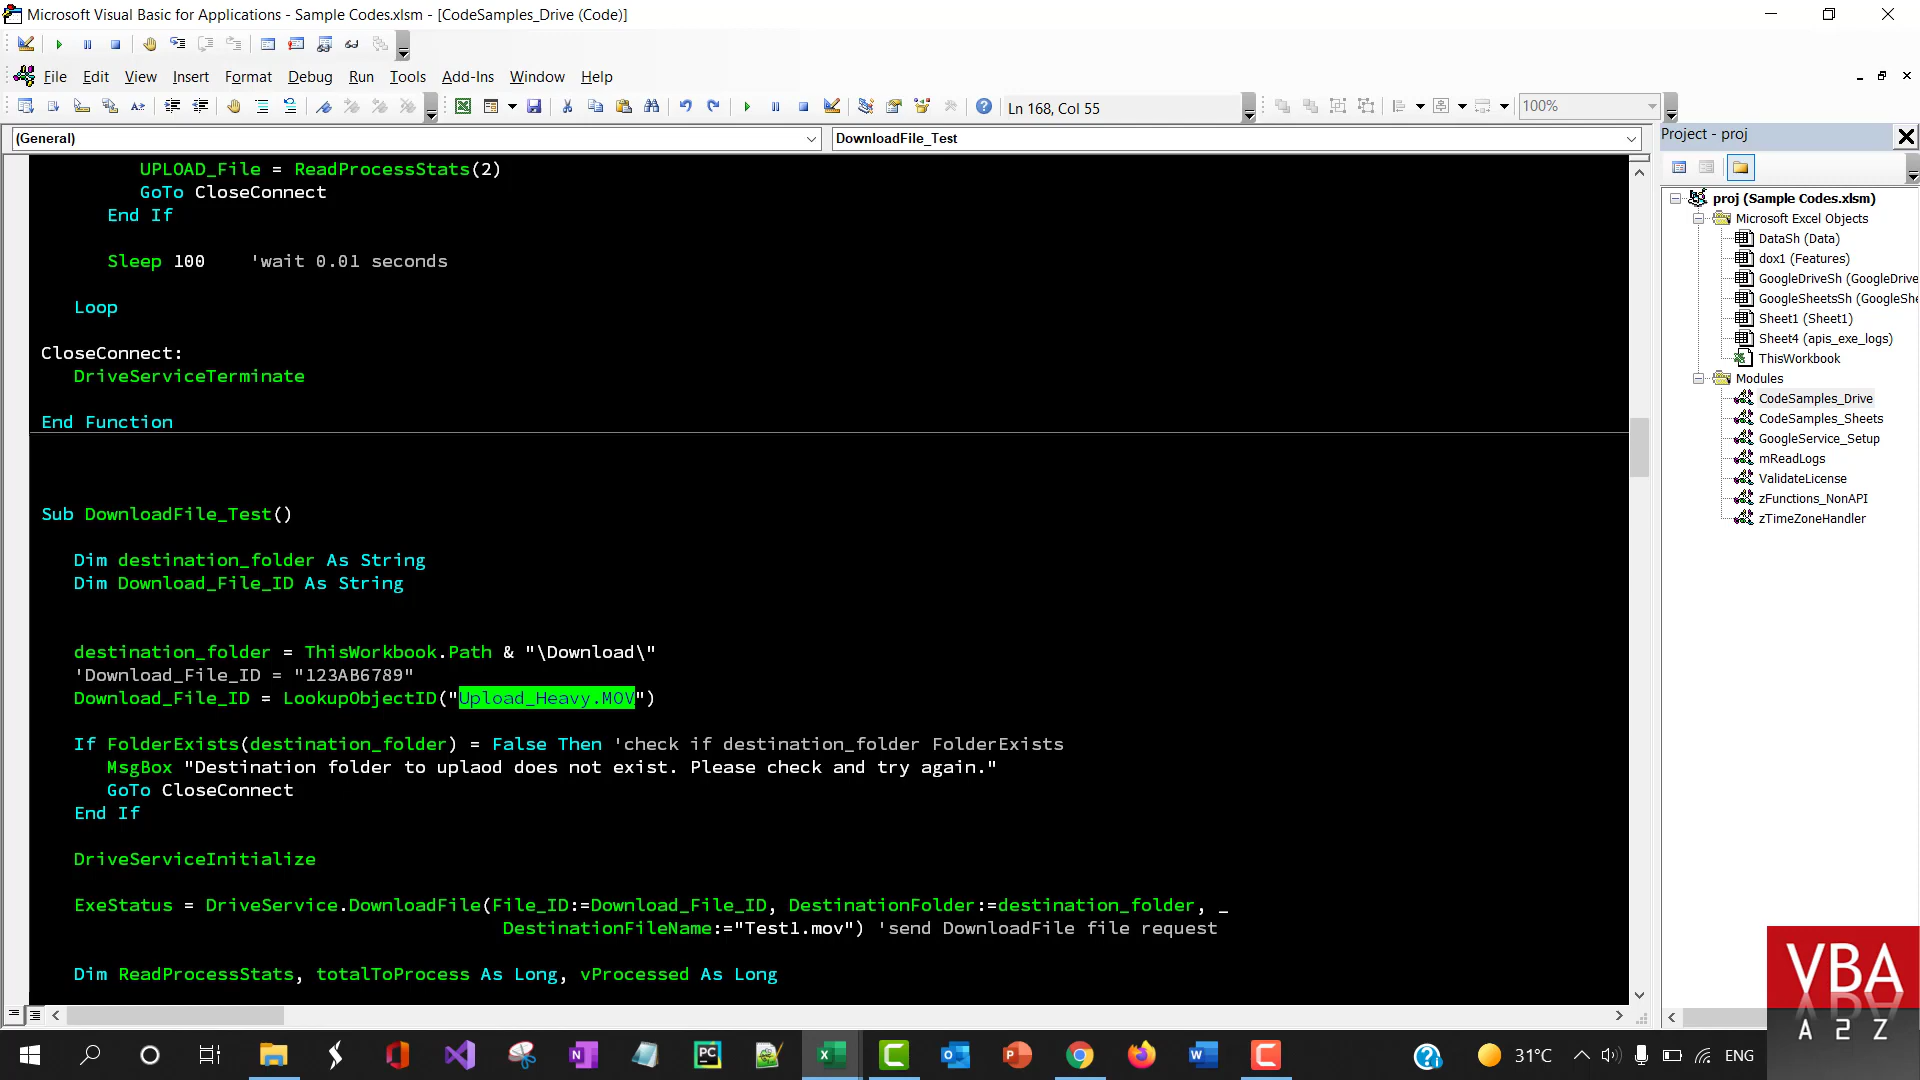 Microsoft Visual Basic for Applications - Sample Codes.xlsm - [CodeSamples_Drive (Code)]
File Edit View Insert Format Debug Run Tools Add-Ins Window Help
Ln 168, Col 55
100%
(General)
DownloadFile_Test
Project - proj
UPLOAD_File = ReadProcessStats(2)
GoTo CloseConnect
End If
Sleep 100 'wait 0.01 seconds
Loop
CloseConnect:
DriveServiceTerminate
End Function
Sub DownloadFile_Test()
Dim destination_folder As String
Dim Download_File_ID As String
destination_folder = ThisWorkbook.Path & "\Download\"
'Download_File_ID = "123AB6789"
Download_File_ID = LookupObjectID("Upload_Heavy.MOV")
If FolderExists(destination_folder) = False Then 'check if destination_folder FolderExists
MsgBox "Destination folder to uplaod does not exist. Please check and try again."
GoTo CloseConnect
End If
DriveServiceInitialize
ExeStatus = DriveService.DownloadFile(File_ID:=Download_File_ID, DestinationFolder:=destination_folder, _
DestinationFileName:="Test1.mov") 'send DownloadFile file request
Dim ReadProcessStats, totalToProcess As Long, vProcessed As Long
proj (Sample Codes.xlsm)
Microsoft Excel Objects
DataSh (Data)
dox1 (Features)
GoogleDriveSh (GoogleDrive
GoogleSheetsSh (GoogleShe
Sheet1 (Sheet1)
Sheet4 (apis_exe_logs)
ThisWorkbook
Modules
CodeSamples_Drive
CodeSamples_Sheets
GoogleService_Setup
mReadLogs
ValidateLicense
zFunctions_NonAPI
zTimeZoneHandler
VBA
A 2 Z
31°C
ENG